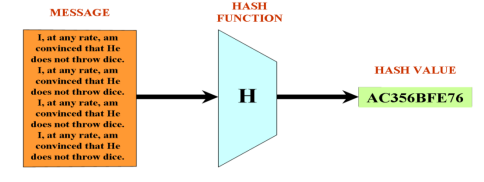 MESSAGE
I, at any rate, am
convinced that He
does not throw dice.
I, at any rate, am
convinced that He
does not throw dice.
I, at any rate, am
convinced that He
does not throw dice.
I, at any rate, am
convinced that He
does not throw dice.
HASH
FUNCTION
H
HASH VALUE
AC356BFE76